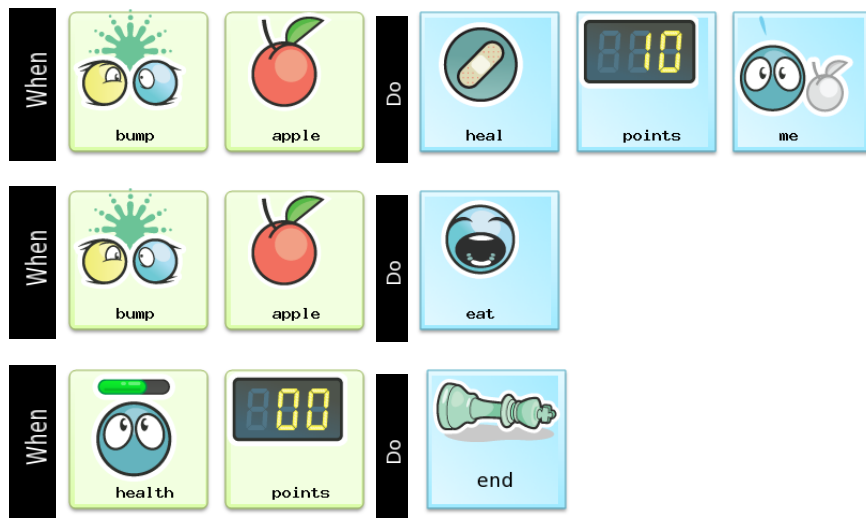 When bump apple Do heal 10 points me
When bump apple Do eat
When health 00 points Do end